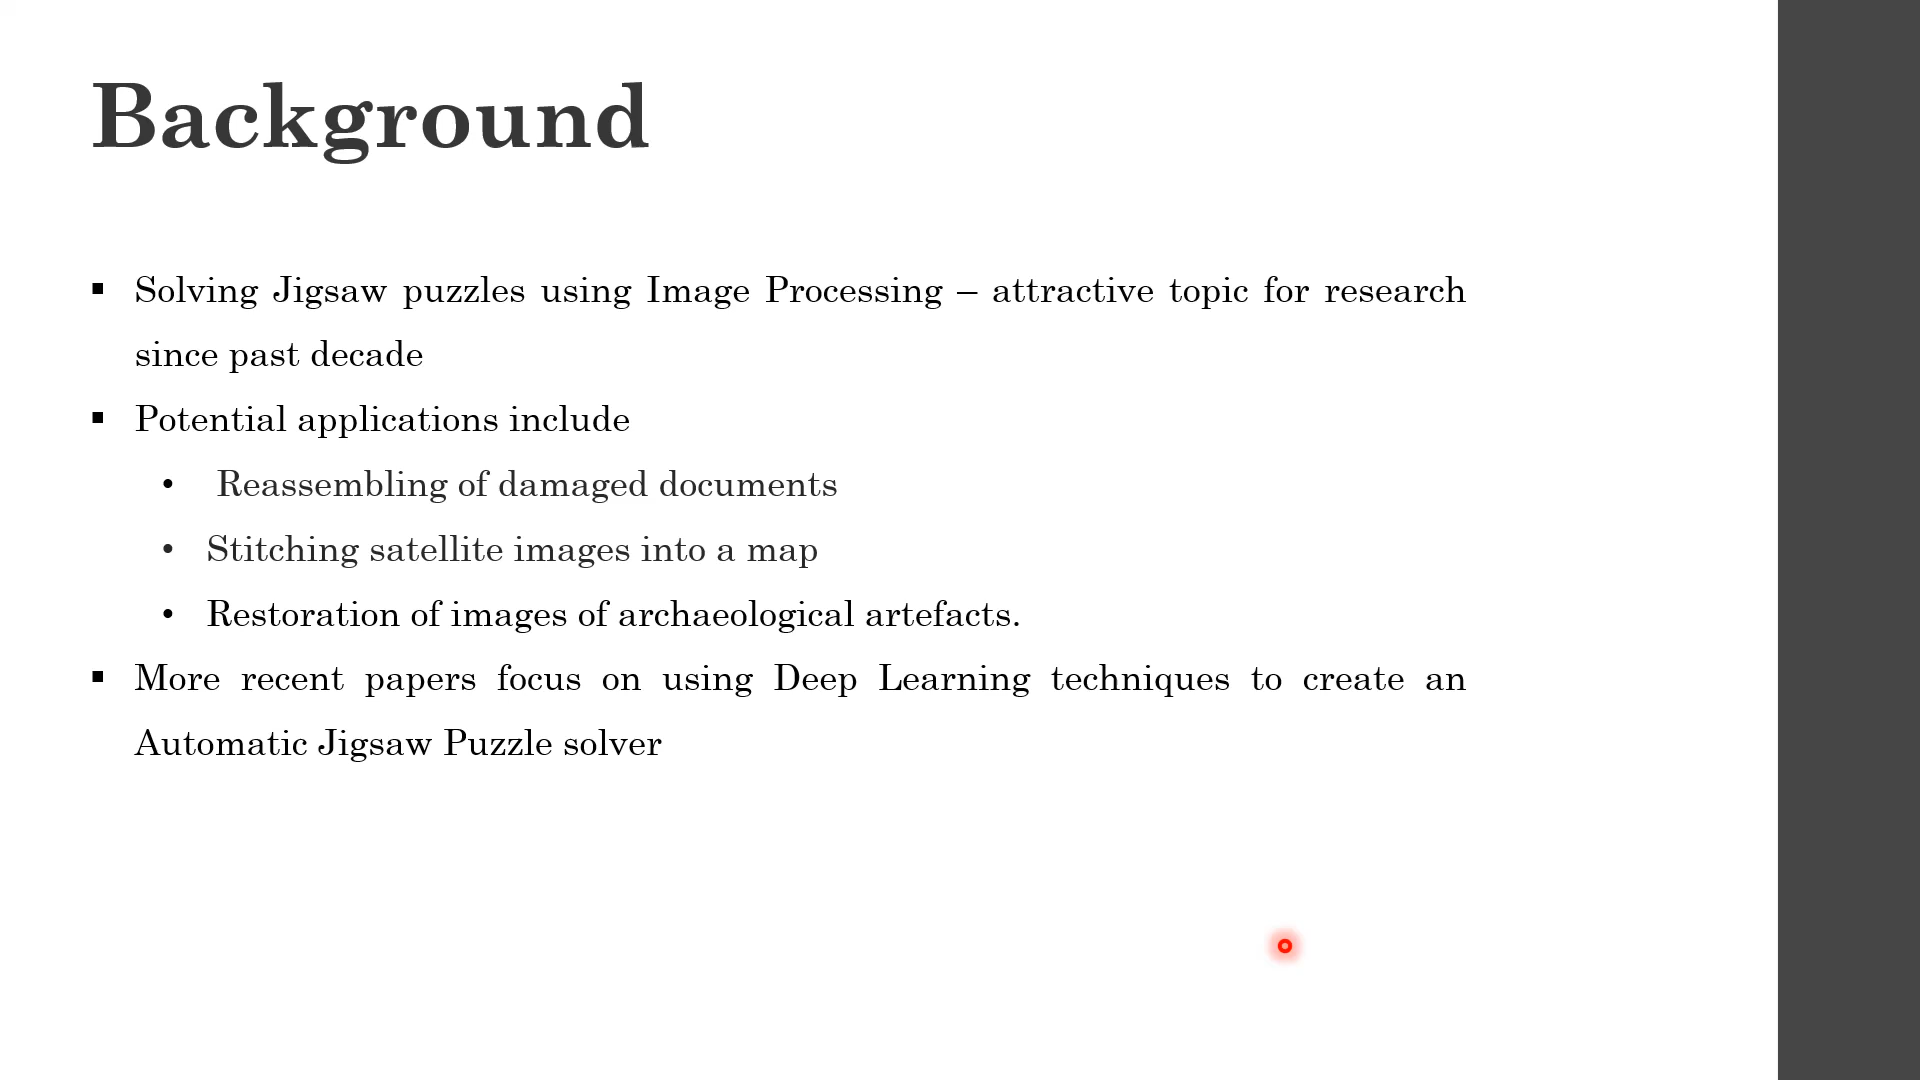 Background
▪ Solving Jigsaw puzzles using Image Processing – attractive topic for research
since past decade
▪ Potential applications include
• Reassembling of damaged documents
• Stitching satellite images into a map
• Restoration of images of archaeological artefacts.
▪ More recent papers focus on using Deep Learning techniques to create an
Automatic Jigsaw Puzzle solver